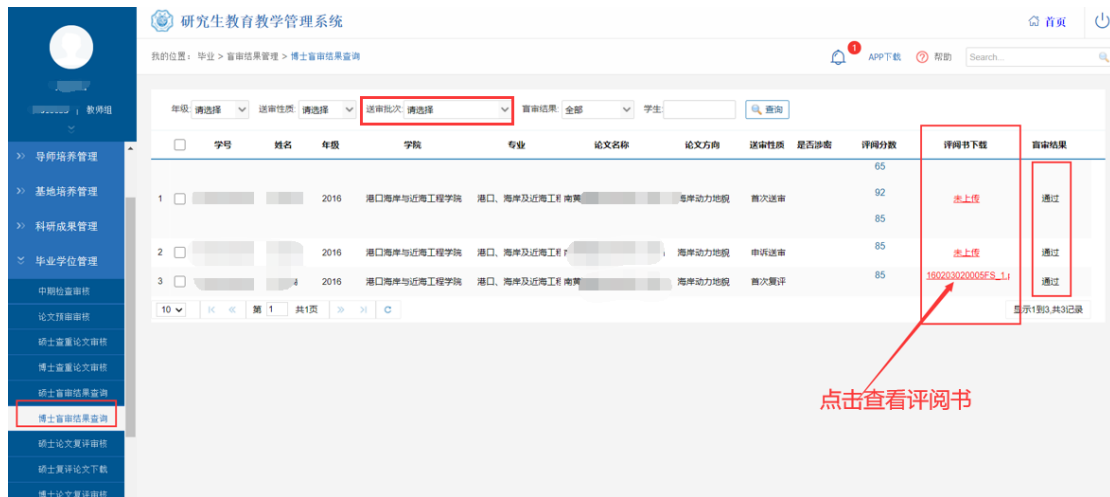 研究生教育教学管理系统
首页
我的位置： 毕业 > 盲审结果管理 > 博士盲审结果查询
1
APP下载
帮助
Search...
| 教师组
年级: 请选择 送审性质: 请选择 送审批次: 请选择 盲审结果: 全部 学生: 查询
学号 姓名 年级 学院 专业 论文名称 论文方向 送审性质 是否涉密 评阅分数 评阅书下载 盲审结果
65
1 2016 港口海岸与近海工程学院 港口、海岸及近海工程 南黄 海岸动力地貌 首次送审 92 未上传 通过
85
2 2016 港口海岸与近海工程学院 港口、海岸及近海工程 海岸动力地貌 申诉送审 85 未上传 通过
3 2016 港口海岸与近海工程学院 港口、海岸及近海工程 南黄 海岸动力地貌 首次复评 85 160203020005FS_1.p 通过
10 第 1 共1页 显示1到3,共3记录
点击查看评阅书
导师培养管理
基地培养管理
科研成果管理
毕业学位管理
中期检查审核
论文预审审核
硕士查重论文审核
博士查重论文审核
硕士盲审结果查询
博士盲审结果查询
硕士论文复评审核
硕士复评论文下载
博士论文复评审核